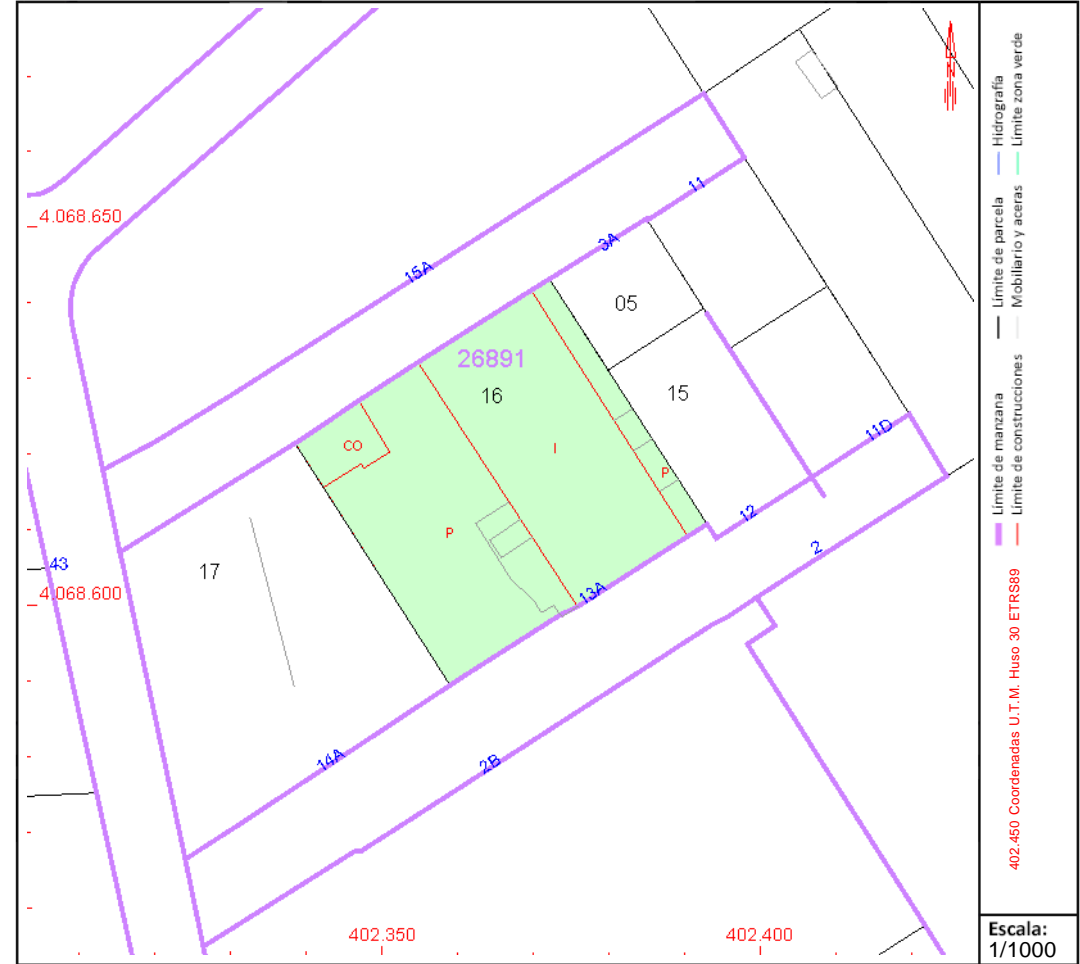 4.068.650
15A
11
3A
05
26891
16
15
CO
I
P
11D
12
P
17
43
4.068.600
13A
2
14A
2B
402.350
402.400
N
Hidrografía
Límite zona verde
Límite de parcela
Mobiliario y aceras
Límite de manzana
Límite de construcciones
402.450 Coordenadas U.T.M. Huso 30 ETRS89
Escala:
1/1000